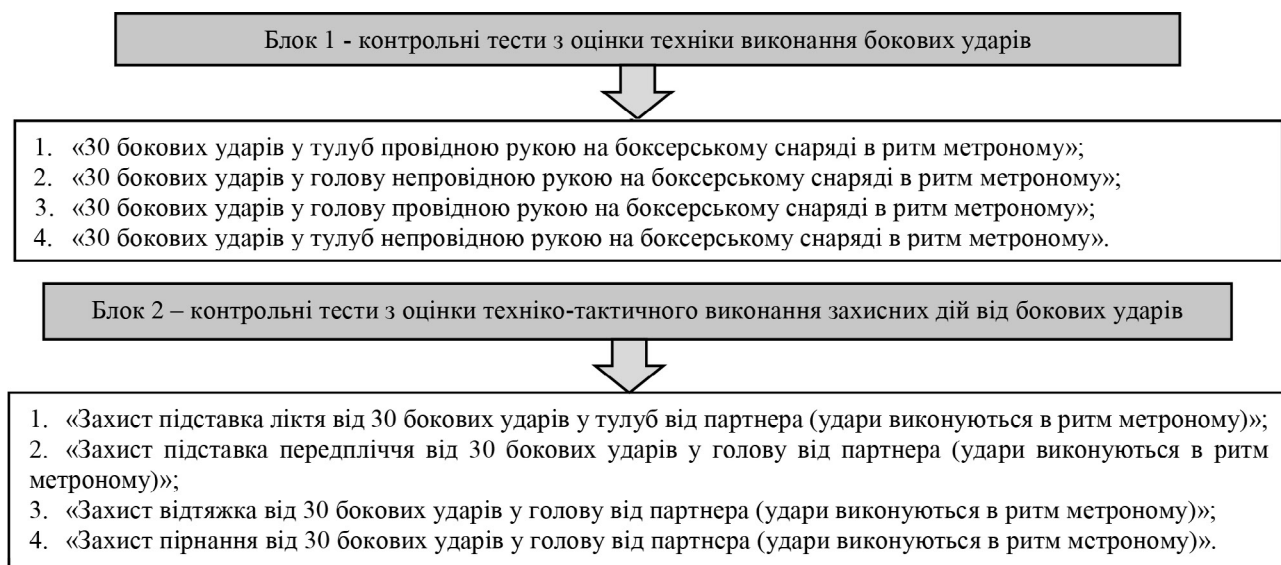 Блок 1 - контрольні тести з оцінки техніки виконання бокових ударів
1. «30 бокових ударів у тулуб провідною рукою на боксерському снаряді в ритм метроному»;
2. «30 бокових ударів у голову непровідною рукою на боксерському снаряді в ритм метроному»;
3. «30 бокових ударів у голову провідною рукою на боксерському снаряді в ритм метроному»;
4. «30 бокових ударів у тулуб непровідною рукою на боксерському снаряді в ритм метроному».
Блок 2 – контрольні тести з оцінки техніко-тактичного виконання захисних дій від бокових ударів
1. «Захист підставка ліктя від 30 бокових ударів у тулуб від партнера (удари виконуються в ритм метроному)»;
2. «Захист підставка передпліччя від 30 бокових ударів у голову від партнера (удари виконуються в ритм
метроному)»;
3. «Захист відтяжка від 30 бокових ударів у голову від партнера (удари виконуються в ритм метроному)»;
4. «Захист пірнання від 30 бокових ударів у голову від партнера (удари виконуються в ритм метроному)».